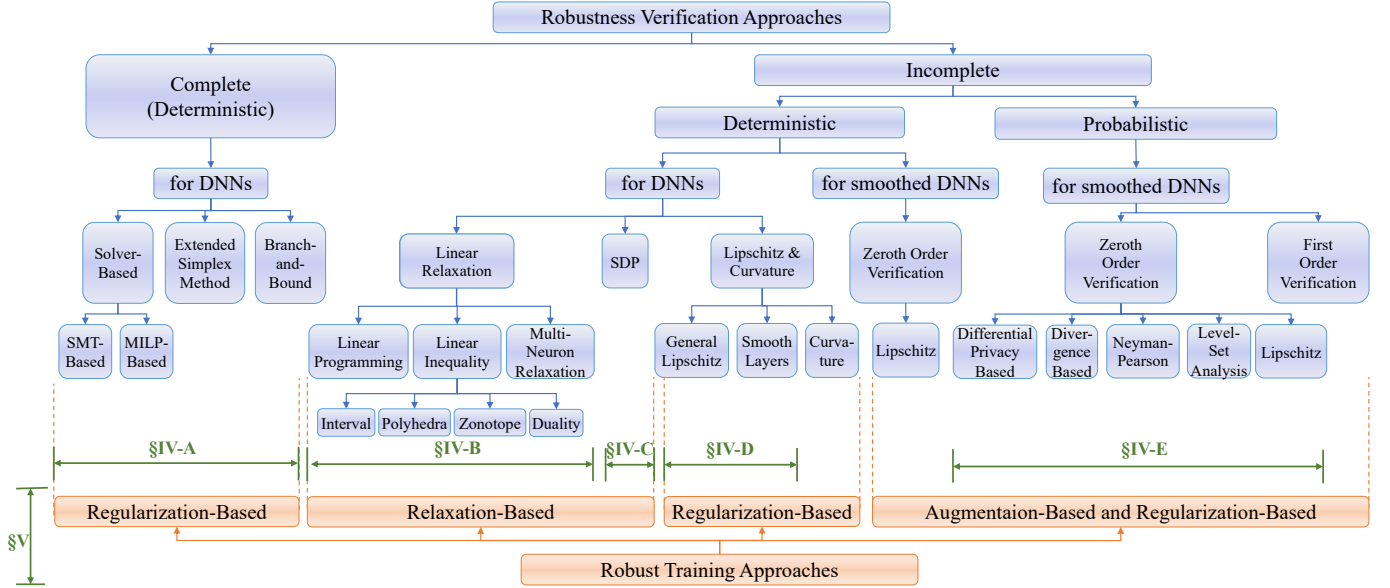 Robustness Verification Approaches
Complete
(Deterministic)
Incomplete
Deterministic
Probabilistic
for DNNs
for DNNs
for smoothed DNNs
for smoothed DNNs
Solver-
Based
Extended
Simplex
Method
Branch-
and-
Bound
Linear
Relaxation
SDP
Lipschitz &
Curvature
Zeroth Order
Verification
Zeroth
Order
Verification
First
Order
Verification
SMT-
Based
MILP-
Based
Linear
Programming
Linear
Inequality
Multi-
Neuron
Relaxation
General
Lipschitz
Smooth
Layers
Curva-
ture
Lipschitz
Differential
Privacy
Based
Diver-
gence
Based
Neyman-
Pearson
Level-
Set
Analysis
Lipschitz
Interval
Polyhedra
Zonotope
Duality
§IV-A
§IV-B
§IV-C
§IV-D
§IV-E
§V
Regularization-Based
Relaxation-Based
Regularization-Based
Augmentaion-Based and Regularization-Based
Robust Training Approaches